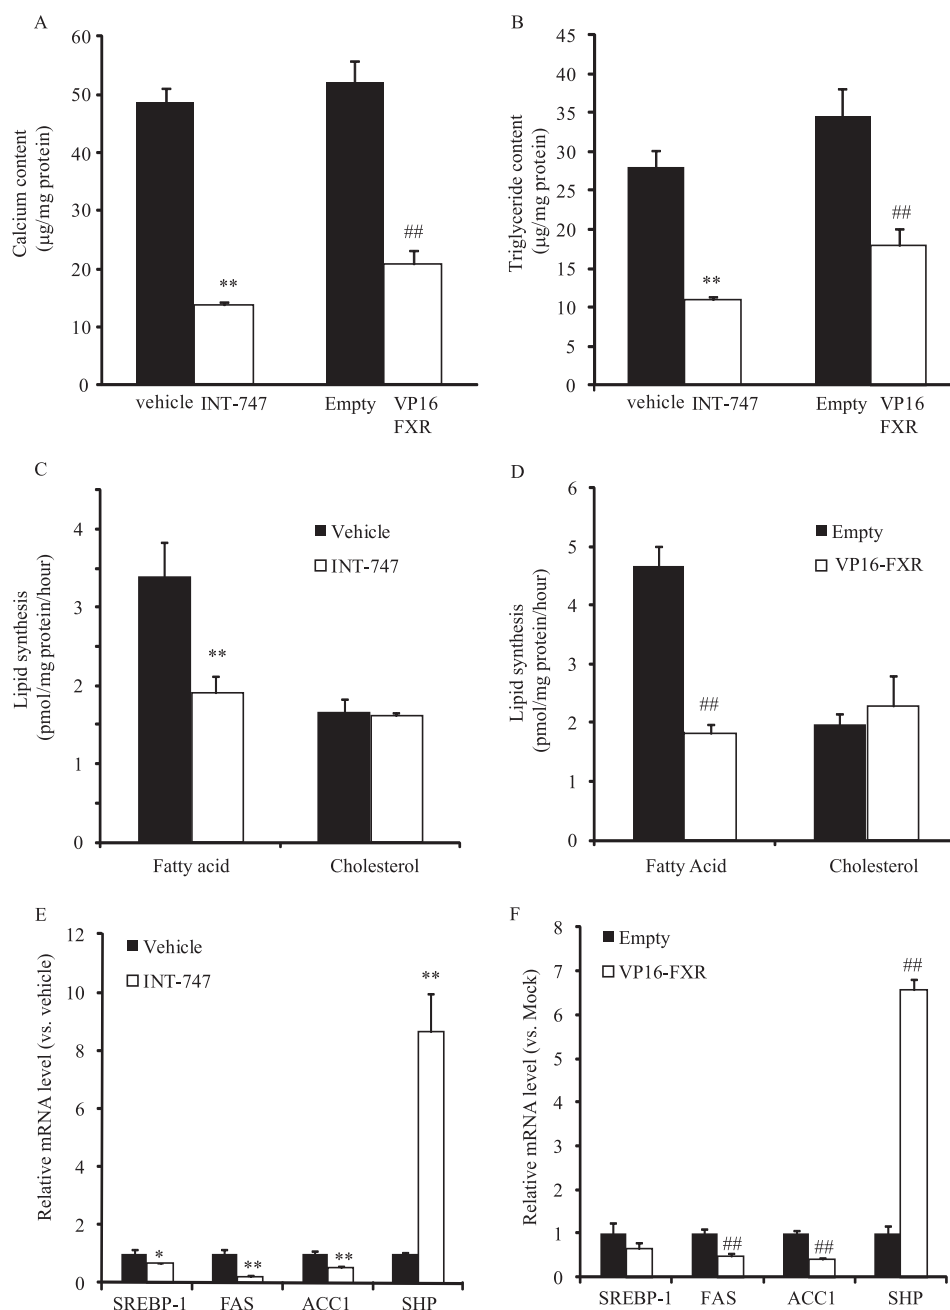 A
Calcium content
(µg/mg protein)
60
50
40
30
20
10
0
**
##
vehicle INT-747
Empty VP16
FXR
B
Triglyceride content
(µg/mg protein)
45
40
35
30
25
20
15
10
5
0
**
##
vehicle INT-747
Empty VP16
FXR
C
Lipid synthesis
(pmol/mg protein/hour)
4
3
2
1
0
Vehicle
INT-747
**
Fatty acid
Cholesterol
D
Lipid synthesis
(pmol/mg protein/hour)
6
5
4
3
2
1
0
Empty
VP16-FXR
##
Fatty Acid
Cholesterol
E
Relative mRNA level (vs. vehicle)
12
10
8
6
4
2
0
Vehicle
INT-747
*
**
**
**
SREBP-1 FAS ACC1 SHP
F
Relative mRNA level (vs. Mock)
8
7
6
5
4
3
2
1
0
Empty
VP16-FXR
##
##
##
SREBP-1 FAS ACC1 SHP